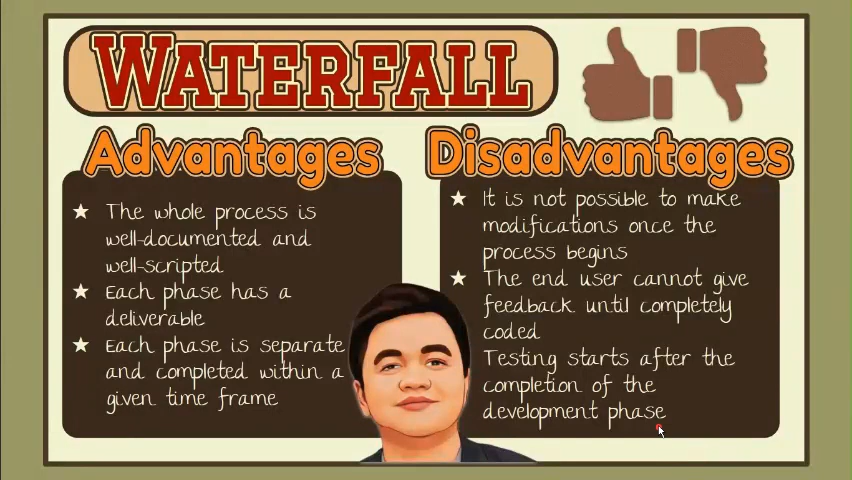 WATERFALL
Advantages
★ The whole process is
well-documented and
well-scripted
★ Each phase has a
deliverable
★ Each phase is separate
and completed within a
given time frame
Disadvantages
★ It is not possible to make
modifications once the
process begins
★ The end user cannot give
feedback until completely
coded
Testing starts after the
completion of the
development phase